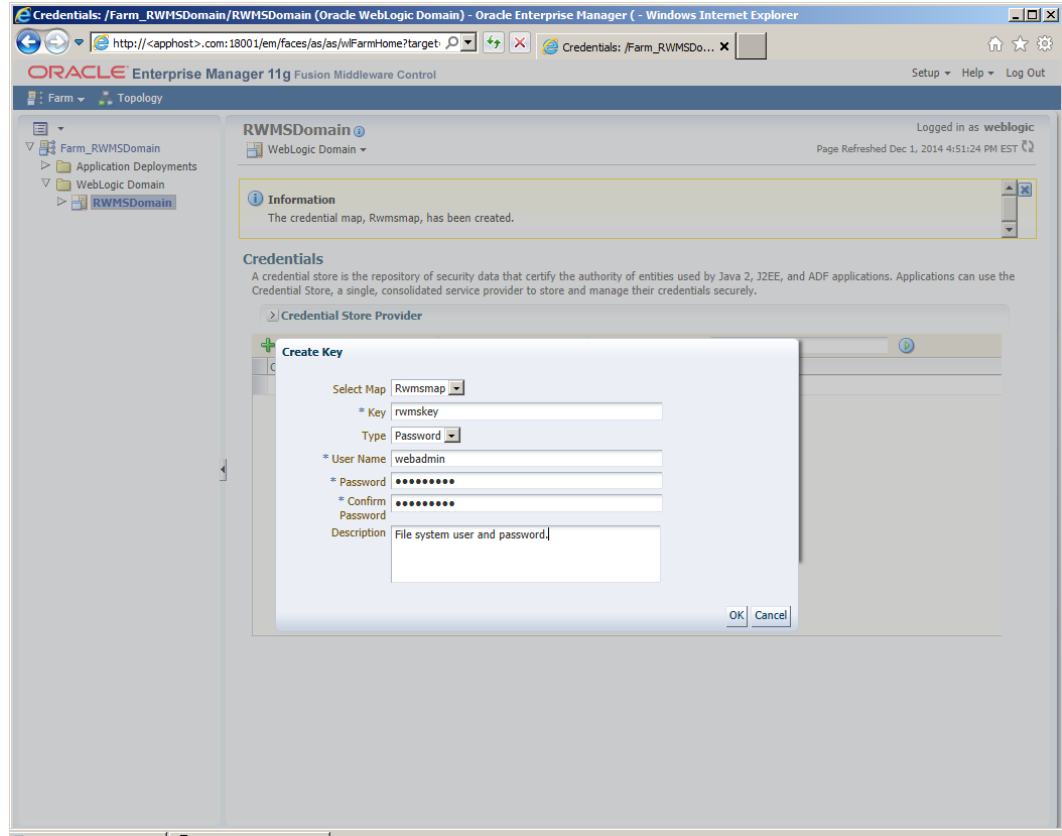 Credentials: /Farm_RWMSDomain/RWMSDomain (Oracle WebLogic Domain) - Oracle Enterprise Manager ( - Windows Internet Explorer
http://<apphost>.com:18001/em/faces/as/as/wlFarmHome?target
Credentials: /Farm_RWMSDo...
ORACLE Enterprise Manager 11g Fusion Middleware Control
Setup Help Log Out
Farm Topology
Farm_RWMSDomain
Application Deployments
WebLogic Domain
RWMSDomain
RWMSDomain
WebLogic Domain
Logged in as weblogic
Page Refreshed Dec 1, 2014 4:51:24 PM EST
Information
The credential map, Rwmsmap, has been created.
Credentials
A credential store is the repository of security data that certify the authority of entities used by Java 2, J2EE, and ADF applications. Applications can use the
Credential Store, a single, consolidated service provider to store and manage their credentials securely.
Credential Store Provider
Create Key
Select Map Rwmsmap
* Key rwmskey
Type Password
* User Name webadmin
* Password •••••••••
* Confirm
Password •••••••••
Description File system user and password.
OK Cancel